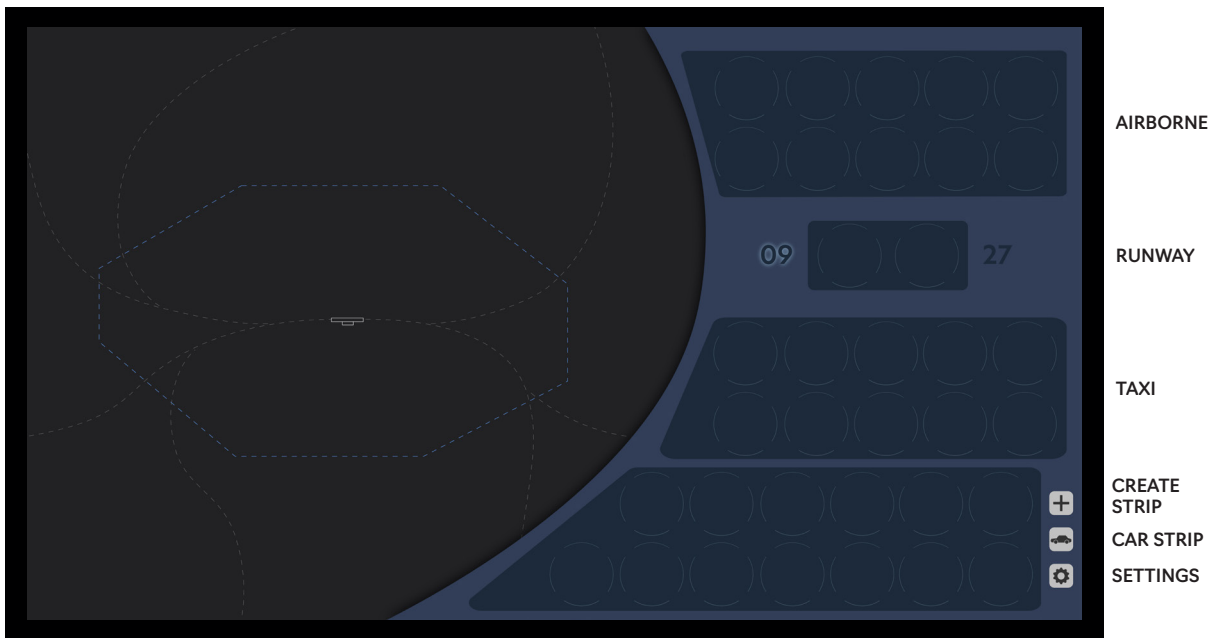 AIRBORNE
09
27
RUNWAY
TAXI
CREATE
STRIP
CAR STRIP
SETTINGS